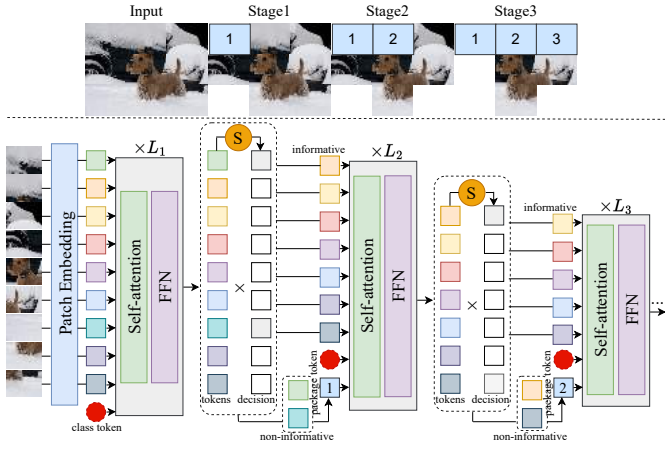 Input Stage1 Stage2 Stage3
1 1 2 1 2 3
×L1 ×L2 ×L3
S
S
informative
informative
Patch Embedding
Self-attention
FFN
×
Self-attention
FFN
×
Self-attention
FFN
...
class token
tokens decision
package token
1
non-informative
tokens decision
package token
2
non-informative